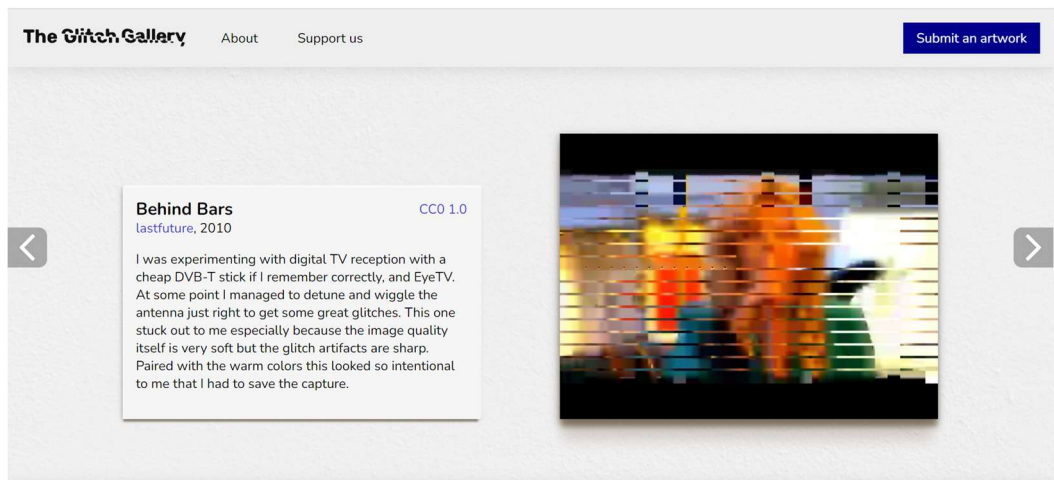 The Glitch Gallery
About
Support us
Submit an artwork
Behind Bars
CC0 1.0
lastfuture, 2010
I was experimenting with digital TV reception with a
cheap DVB-T stick if I remember correctly, and EyeTV.
At some point I managed to detune and wiggle the
antenna just right to get some great glitches. This one
stuck out to me especially because the image quality
itself is very soft but the glitch artifacts are sharp.
Paired with the warm colors this looked so intentional
to me that I had to save the capture.